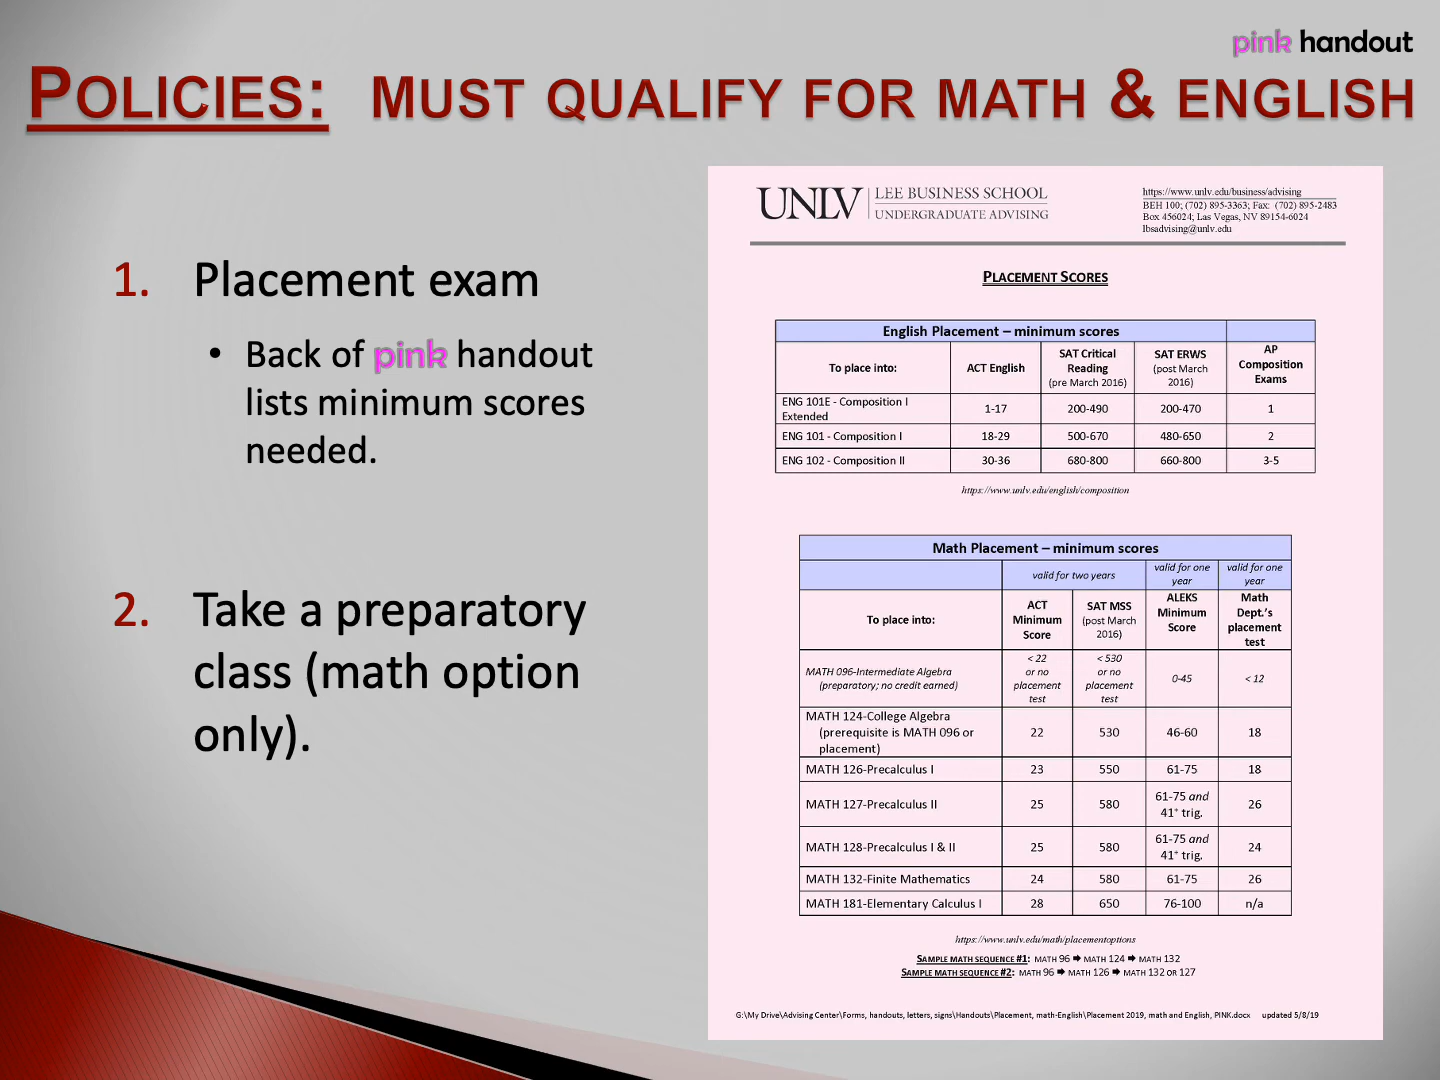 pink handout
POLICIES: MUST QUALIFY FOR MATH & ENGLISH
1. Placement exam
• Back of pink handout
lists minimum scores
needed.
2. Take a preparatory
class (math option
only).
UNLV LEE BUSINESS SCHOOL
UNDERGRADUATE ADVISING
https://www.unlv.edu/business/advising
BEH 100; (702) 895-3363; Fax: (702) 895-2483
Box 456024; Las Vegas, NV 89154-6024
lbsadvising@unlv.edu
PLACEMENT SCORES
English Placement – minimum scores
To place into: ACT English SAT Critical Reading (pre March 2016) SAT ERWS (post March 2016) AP Composition Exams
ENG 101E - Composition I Extended 1-17 200-490 200-470 1
ENG 101 - Composition I 18-29 500-670 480-650 2
ENG 102 - Composition II 30-36 680-800 660-800 3-5
https://www.unlv.edu/english/composition
Math Placement – minimum scores
valid for two years valid for one year valid for one year
To place into: ACT Minimum Score SAT MSS (post March 2016) ALEKS Minimum Score Math Dept.'s placement test
MATH 096-Intermediate Algebra (preparatory; no credit earned) < 22 or no placement test < 530 or no placement test 0-45 < 12
MATH 124-College Algebra (prerequisite is MATH 096 or placement) 22 530 46-60 18
MATH 126-Precalculus I 23 550 61-75 18
MATH 127-Precalculus II 25 580 61-75 and 41+ trig. 26
MATH 128-Precalculus I & II 25 580 61-75 and 41+ trig. 24
MATH 132-Finite Mathematics 24 580 61-75 26
MATH 181-Elementary Calculus I 28 650 76-100 n/a
https://www.unlv.edu/math/placementoptions
SAMPLE MATH SEQUENCE #1: MATH 96 ➡ MATH 124 ➡ MATH 132
SAMPLE MATH SEQUENCE #2: MATH 96 ➡ MATH 126 ➡ MATH 132 OR 127
G:\My Drive\Advising Center\Forms, handouts, letters, signs\Handouts\Placement, math-English\Placement 2019, math and English, PINK.docx updated 5/8/19